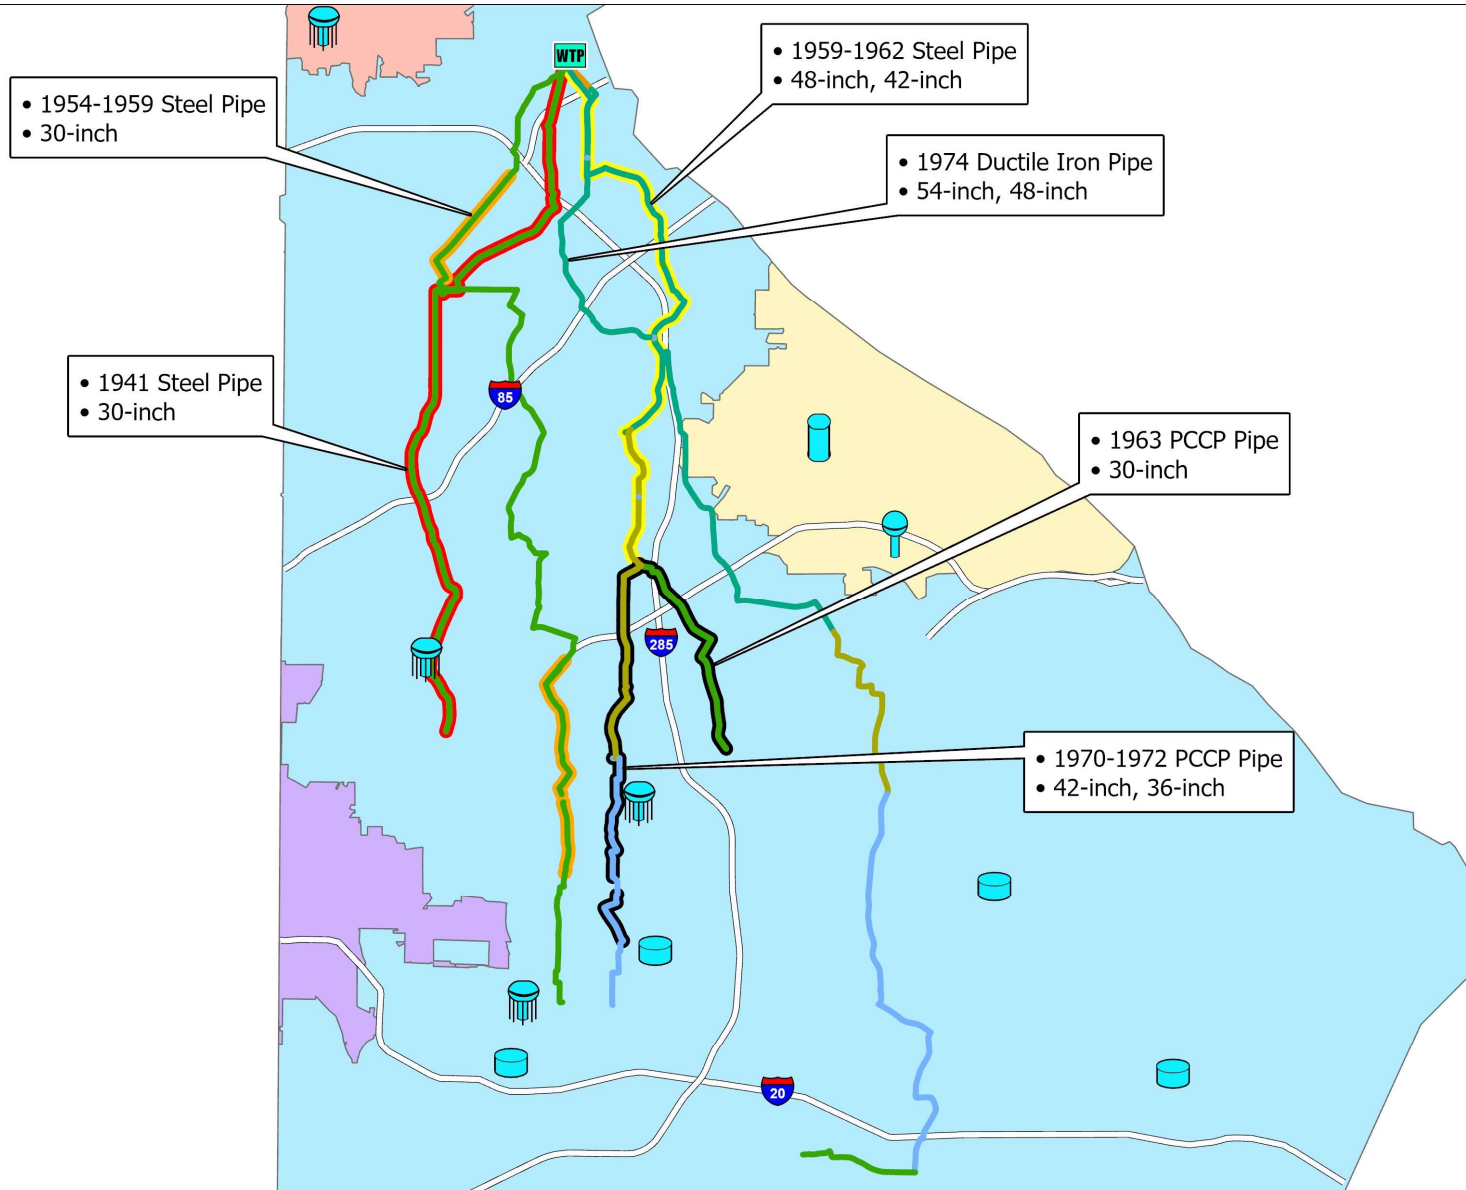 WTP
• 1959-1962 Steel Pipe
• 48-inch, 42-inch
• 1954-1959 Steel Pipe
• 30-inch
• 1974 Ductile Iron Pipe
• 54-inch, 48-inch
• 1941 Steel Pipe
• 30-inch
85
• 1963 PCCP Pipe
• 30-inch
285
• 1970-1972 PCCP Pipe
• 42-inch, 36-inch
20